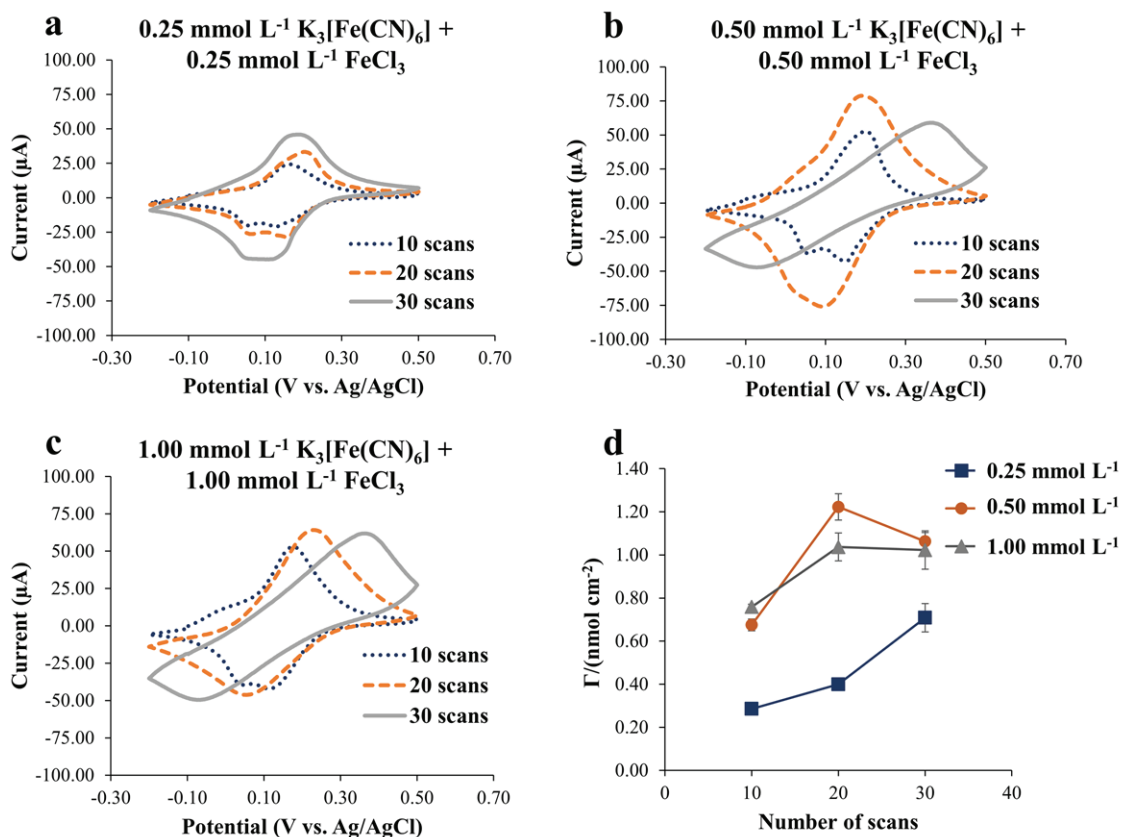 a
0.25 mmol L⁻¹ K₃[Fe(CN)₆] +
0.25 mmol L⁻¹ FeCl₃
100.00
75.00
50.00
25.00
0.00
-25.00
-50.00
-75.00
-100.00
Current (µA)
10 scans
20 scans
30 scans
-0.30
-0.10
0.10
0.30
0.50
0.70
Potential (V vs. Ag/AgCl)
b
0.50 mmol L⁻¹ K₃[Fe(CN)₆] +
0.50 mmol L⁻¹ FeCl₃
100.00
75.00
50.00
25.00
0.00
-25.00
-50.00
-75.00
-100.00
Current (µA)
10 scans
20 scans
30 scans
-0.30
-0.10
0.10
0.30
0.50
0.70
Potential (V vs. Ag/AgCl)
c
1.00 mmol L⁻¹ K₃[Fe(CN)₆] +
1.00 mmol L⁻¹ FeCl₃
100.00
75.00
50.00
25.00
0.00
-25.00
-50.00
-75.00
-100.00
Current (µA)
10 scans
20 scans
30 scans
-0.30
-0.10
0.10
0.30
0.50
0.70
Potential (V vs. Ag/AgCl)
d
1.40
1.20
1.00
0.80
0.60
0.40
0.20
0.00
Γ/(nmol cm⁻²)
0.25 mmol L⁻¹
0.50 mmol L⁻¹
1.00 mmol L⁻¹
0
10
20
30
40
Number of scans